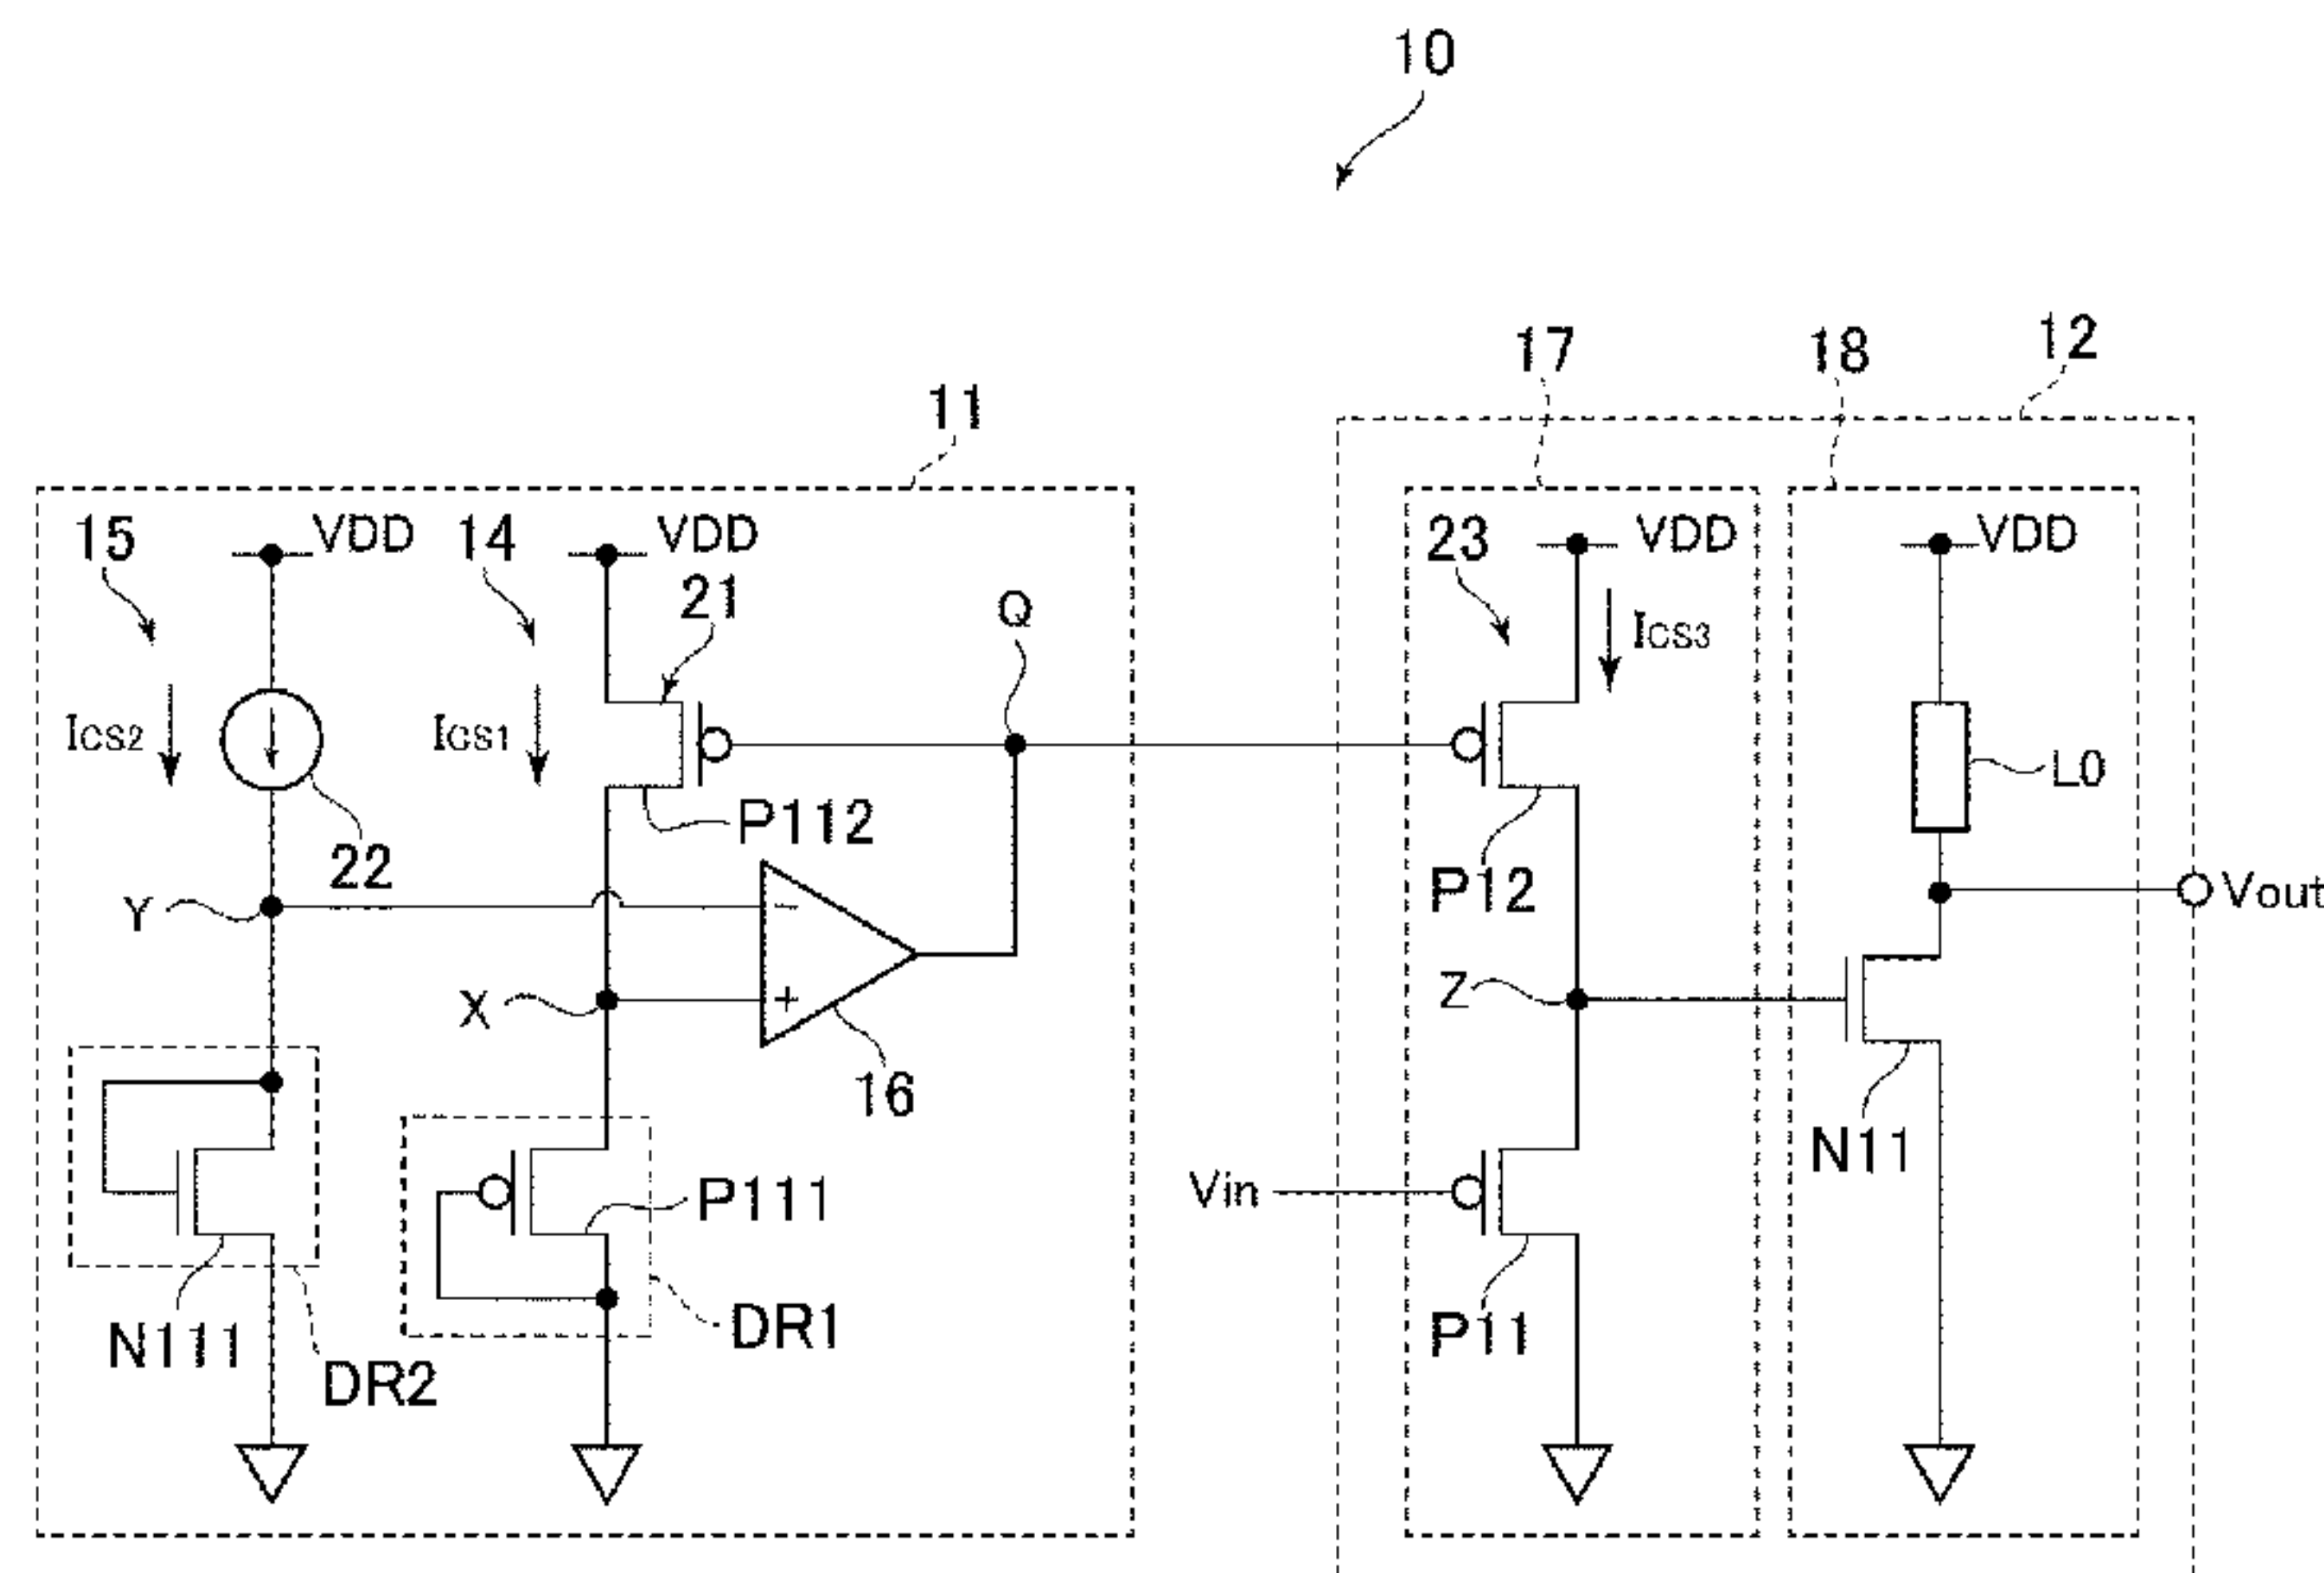 10
17
18
12
11
15
VDD
14
VDD
23
VDD
VDD
21
Q
ICS3
ICS2
ICS1
L0
P112
22
P12
Vout
Y
-
X
+
Z
16
N11
P111
Vin
N111
DR1
P11
DR2